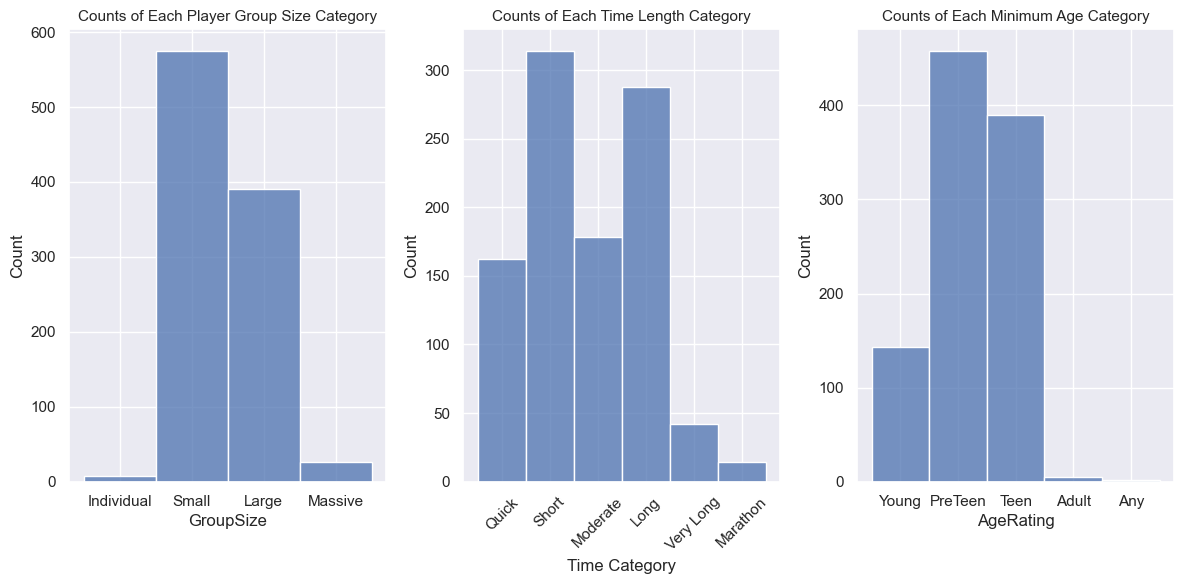 Counts of Each Player Group Size Category
600
500
400
300
200
100
0
Count
Individual Small Large Massive
GroupSize
Counts of Each Time Length Category
300
250
200
150
100
50
0
Count
Quick Short Moderate Long Very Long Marathon
Time Category
Counts of Each Minimum Age Category
400
300
200
100
0
Count
Young PreTeen Teen Adult Any
AgeRating